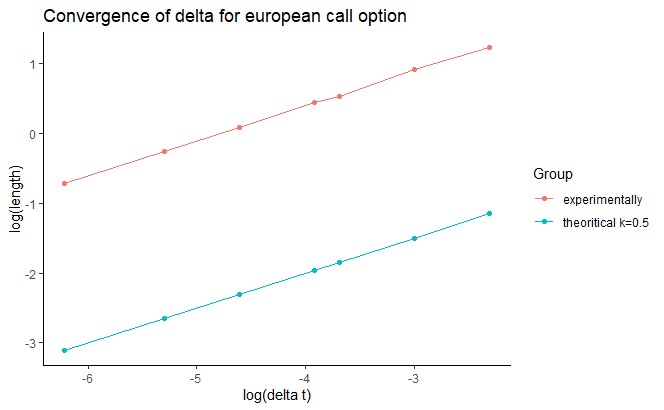 Convergence of delta for european call option
1
0
-1
-2
-3
log(length)
-6
-5
-4
-3
log(delta t)
Group
experimentally
theoritical k=0.5